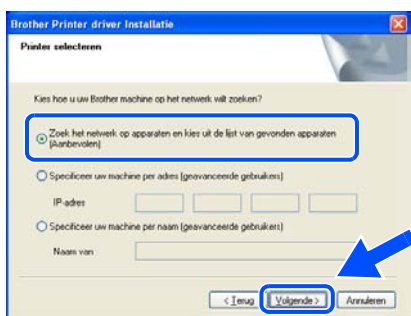 Brother Printer driver Installatie
Printer selecteren
Kies hoe u uw Brother machine op het netwerk wilt zoeken?
Zoek het netwerk op apparaten en kies uit de lijst van gevonden apparaten
(Aanbevolen)
Specificeer uw machine per adres (geavanceerde gebruikers)
IP-adres
Specificeer uw machine per naam (geavanceerde gebruikers)
Naam van
< Terug
Volgende >
Annuleren